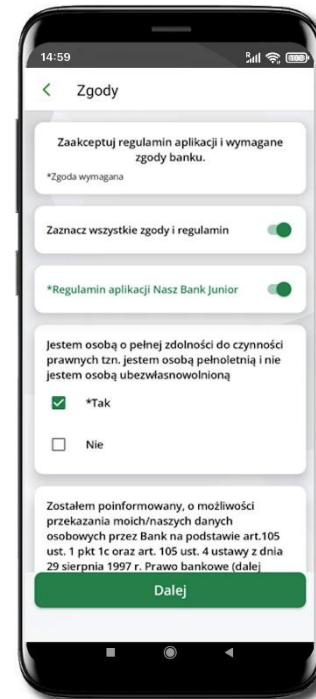 14:59
Zgody
Zaakceptuj regulamin aplikacji i wymagane
zgody banku.
*Zgoda wymagana
Zaznacz wszystkie zgody i regulamin
*Regulamin aplikacji Nasz Bank Junior
Jestem osobą o pełnej zdolności do czynności
prawnych tzn. jestem osobą pełnoletnią i nie
jestem osobą ubezwłasnowolnioną
*Tak
Nie
Zostałem poinformowany, o możliwości
przekazania moich/naszych danych
osobowych przez Bank na podstawie art.105
ust. 1 pkt 1c oraz art. 105 ust. 4 ustawy z dnia
29 sierpnia 1997 r. Prawo bankowe (dalej
Dalej